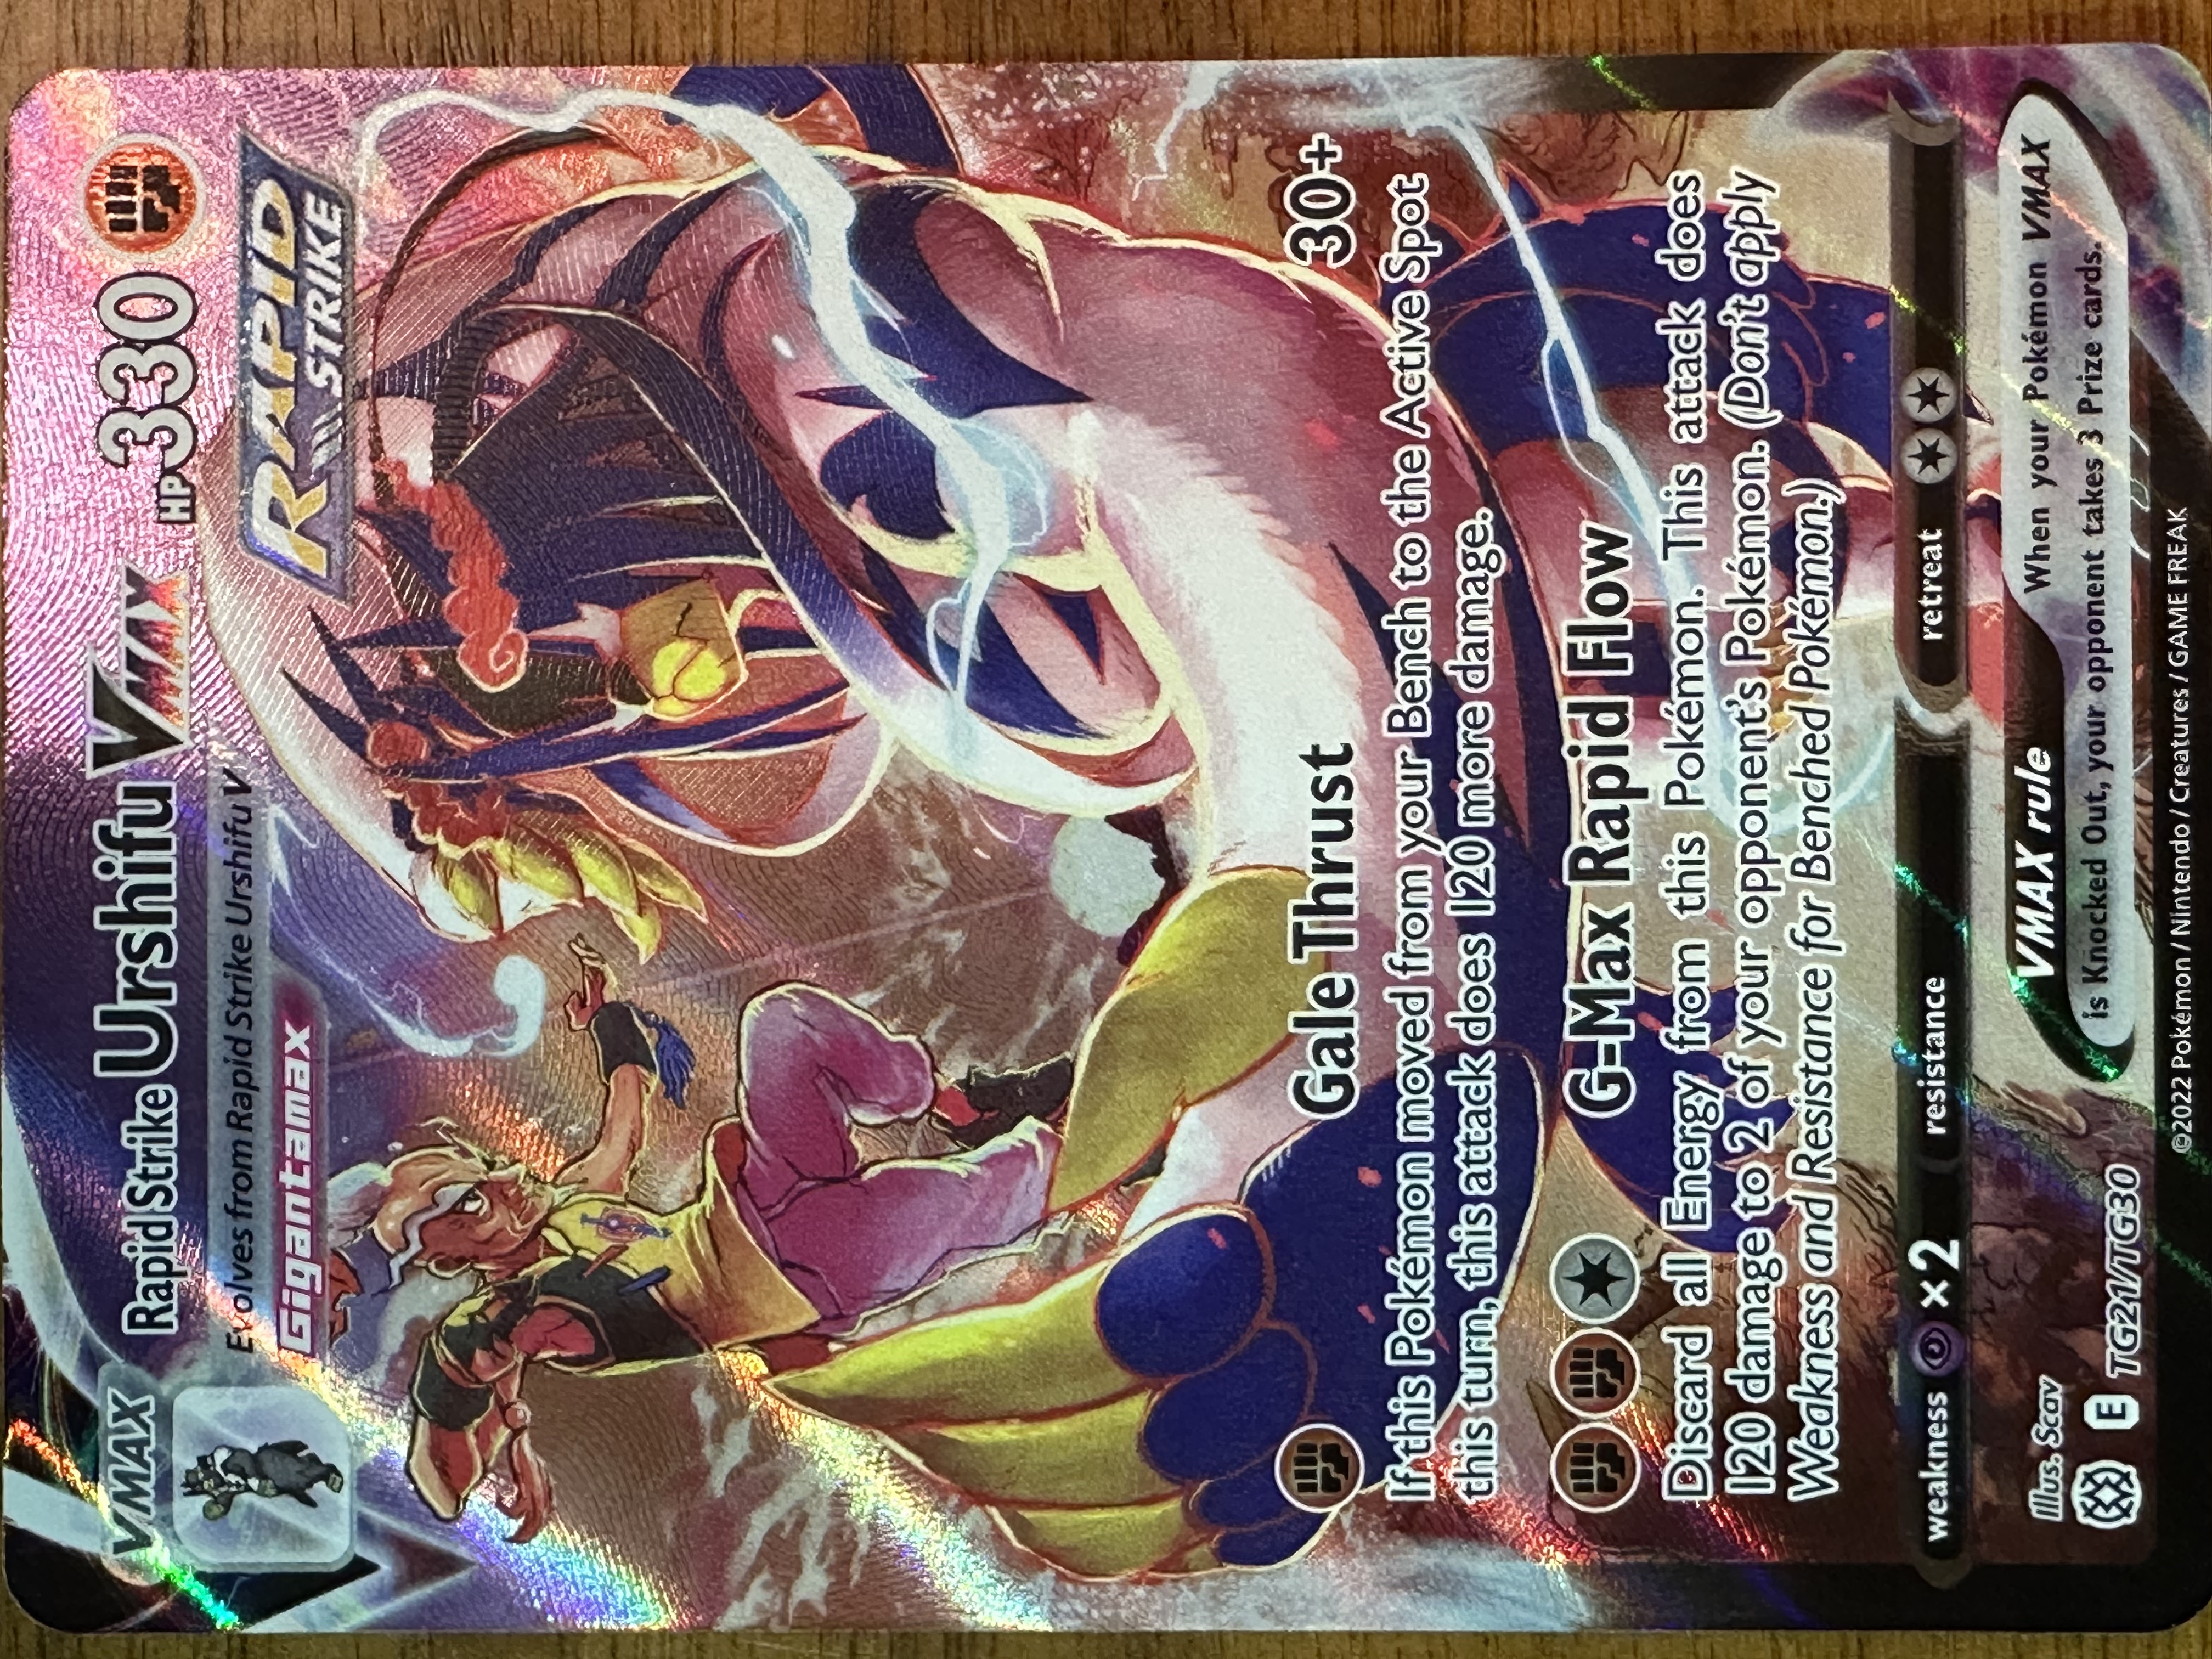 VMAX
Rapid Strike Urshifu VMAX HP 330
Evolves from Rapid Strike Urshifu V
Gigantamax
RAPID
STRIKE
Gale Thrust 30+
If this Pokémon moved from your Bench to the Active Spot
this turn, this attack does 120 more damage.
G-Max Rapid Flow
Discard all Energy from this Pokémon. This attack does
120 damage to 2 of your opponent's Pokémon. (Don't apply
Weakness and Resistance for Benched Pokémon.)
weakness ×2 resistance retreat
Illus. Scav
VMAX rule When your Pokémon VMAX
is Knocked Out, your opponent takes 3 Prize cards.
E TG21/TG30
©2022 Pokémon / Nintendo / Creatures / GAME FREAK